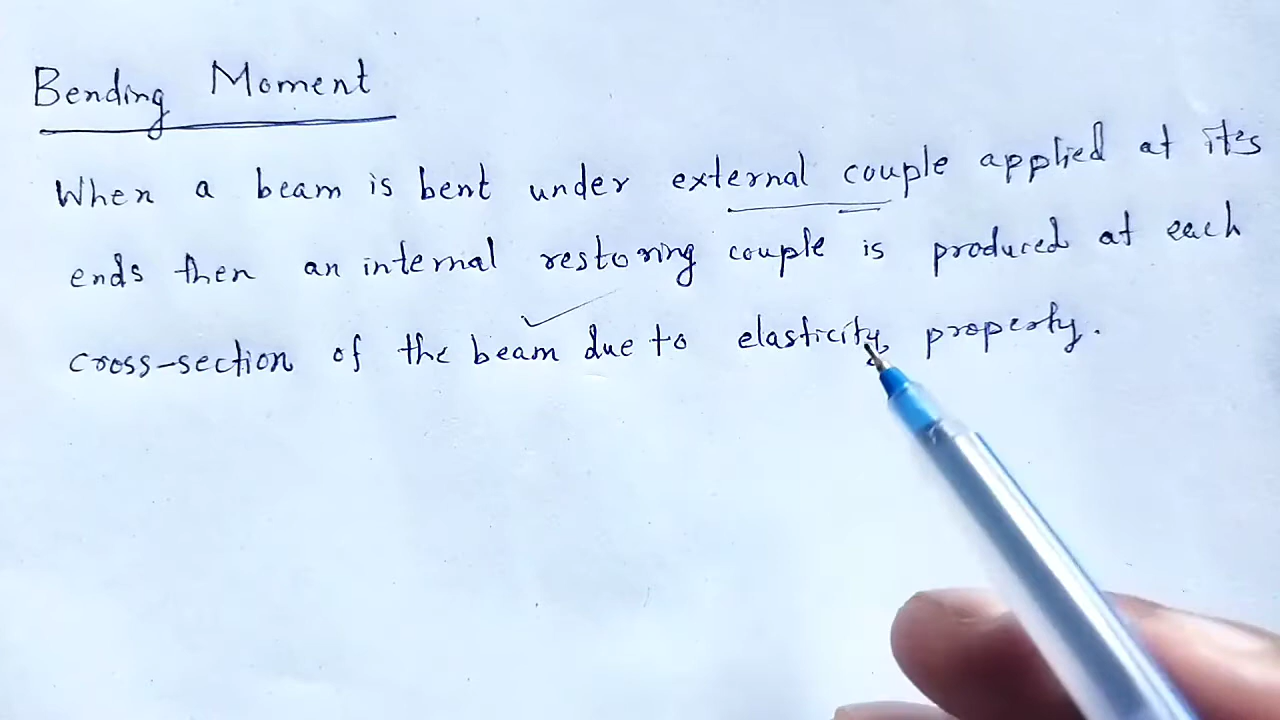 Bending Moment
When a beam is bent under external couple applied at it's
ends then an internal restoring couple is produced at each
cross-section of the beam due to elasticity property.